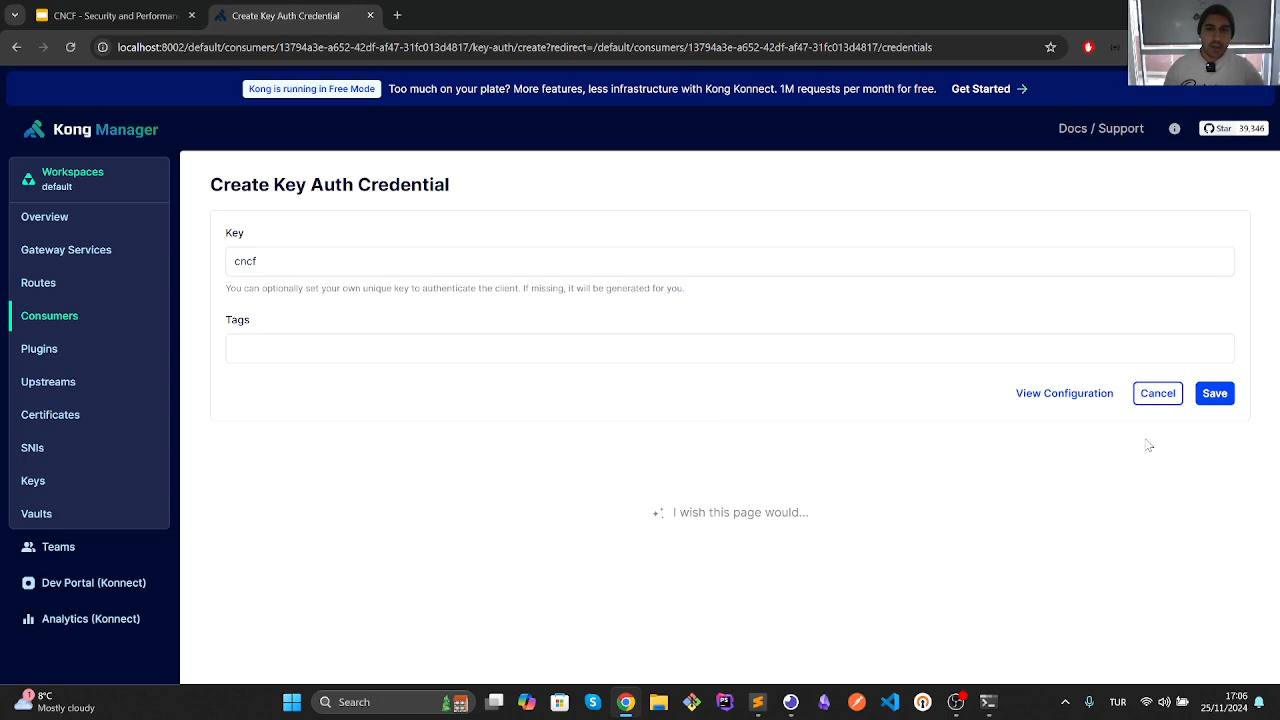 CNCF - Security and Performan
Create Key Auth Credential
localhost:8002/default/consumers/13794a3e-a652-42df-af47-31fc013d4817/key-auth/create?redirect=/default/consumers/13794a3e-a652-42df-af47-31fc013d4817/credentials
Kong is running in Free Mode
Too much on your plate? More features, less infrastructure with Kong Konnect. 1M requests per month for free.
Get Started →
Kong Manager
Docs / Support
Star 39,346
Workspaces
default
Overview
Gateway Services
Routes
Consumers
Plugins
Upstreams
Certificates
SNIs
Keys
Vaults
Teams
Dev Portal (Konnect)
Analytics (Konnect)
Create Key Auth Credential
Key
cncf
You can optionally set your own unique key to authenticate the client. If missing, it will be generated for you.
Tags
View Configuration
Cancel
Save
I wish this page would...
1
8°C
Mostly cloudy
Search
TUR
17:06
25/11/2024